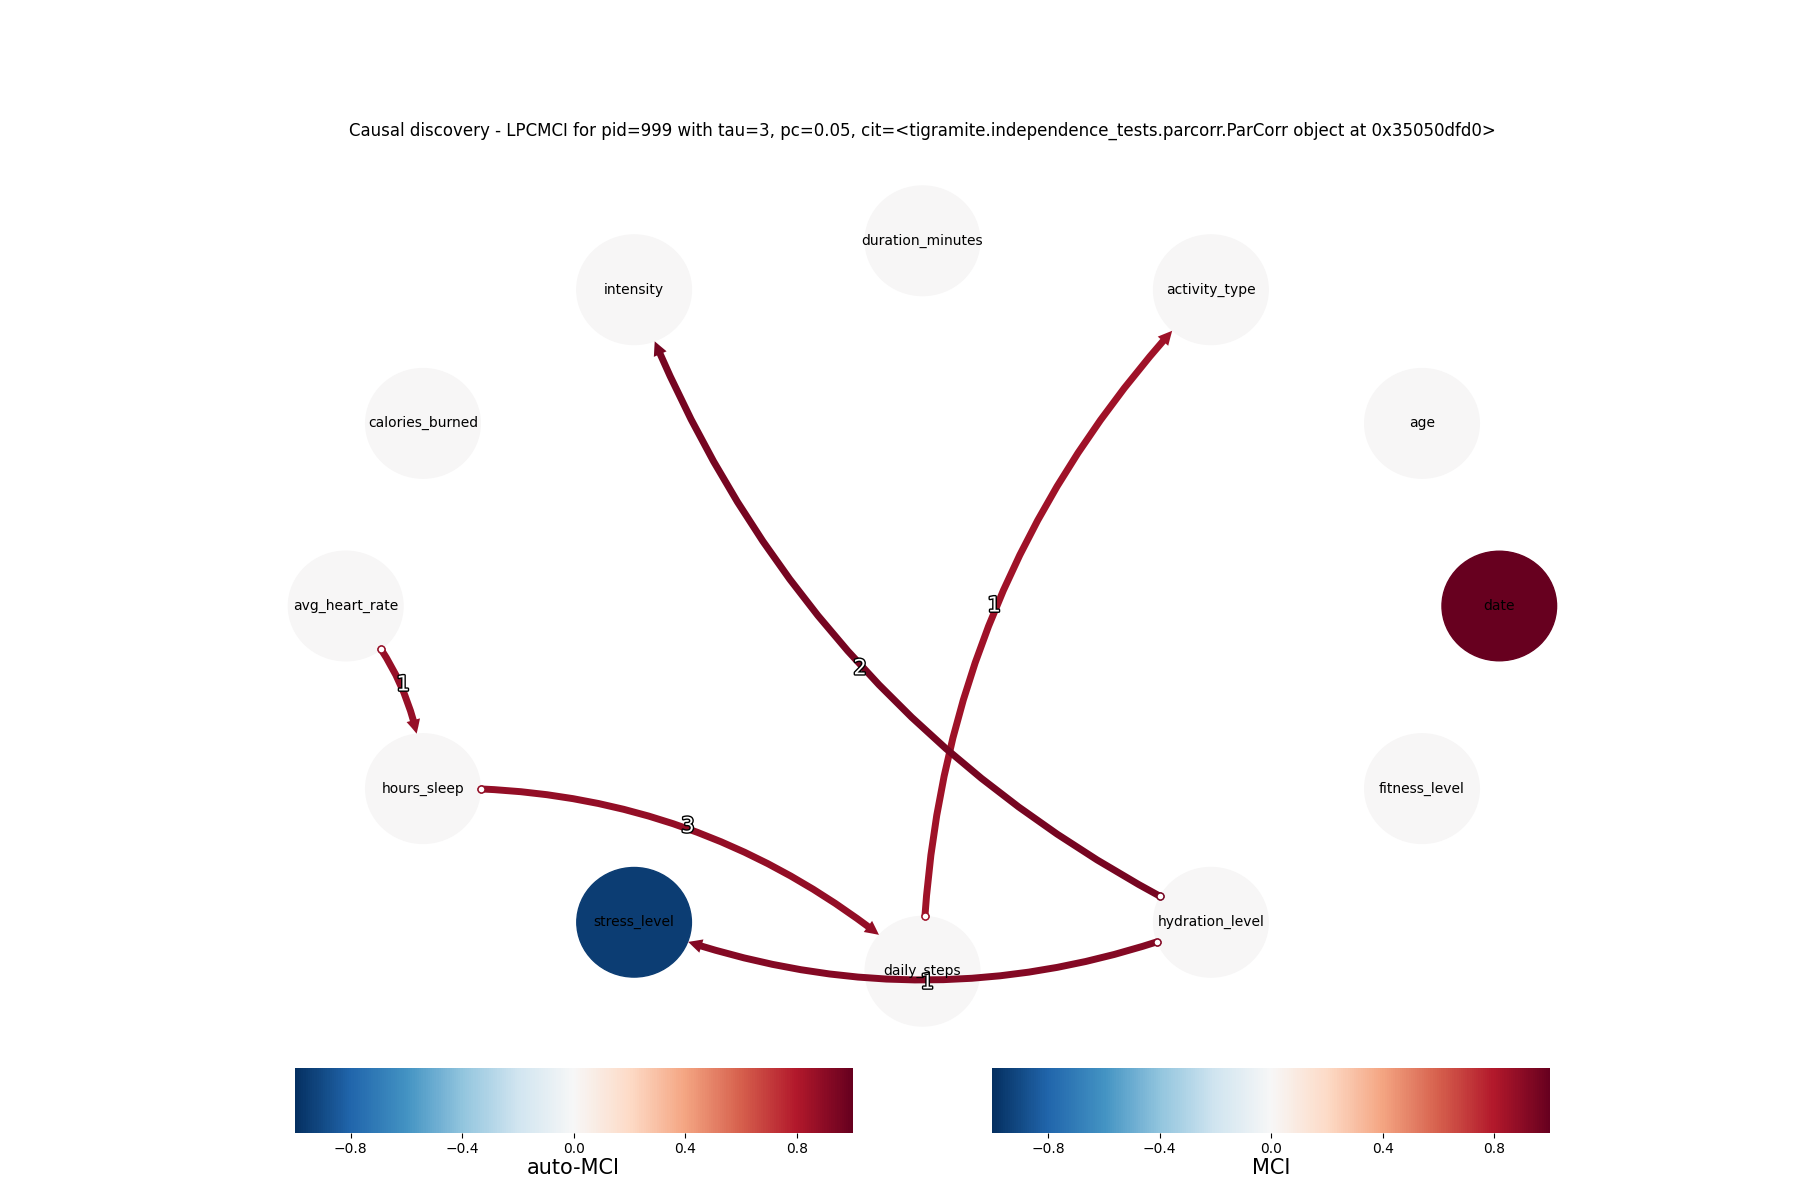 Causal discovery - LPCMCI for pid=999 with tau=3, pc=0.05, cit=<tigramite.independence_tests.parcorr.ParCorr object at 0x35050dfd0>
duration_minutes
intensity
activity_type
calories_burned
age
avg_heart_rate
1
date
2
1
hours_sleep
3
fitness_level
stress_level
hydration_level
daily_steps
1
−0.8 −0.4 0.0 0.4 0.8
auto-MCI
−0.8 −0.4 0.0 0.4 0.8
MCI